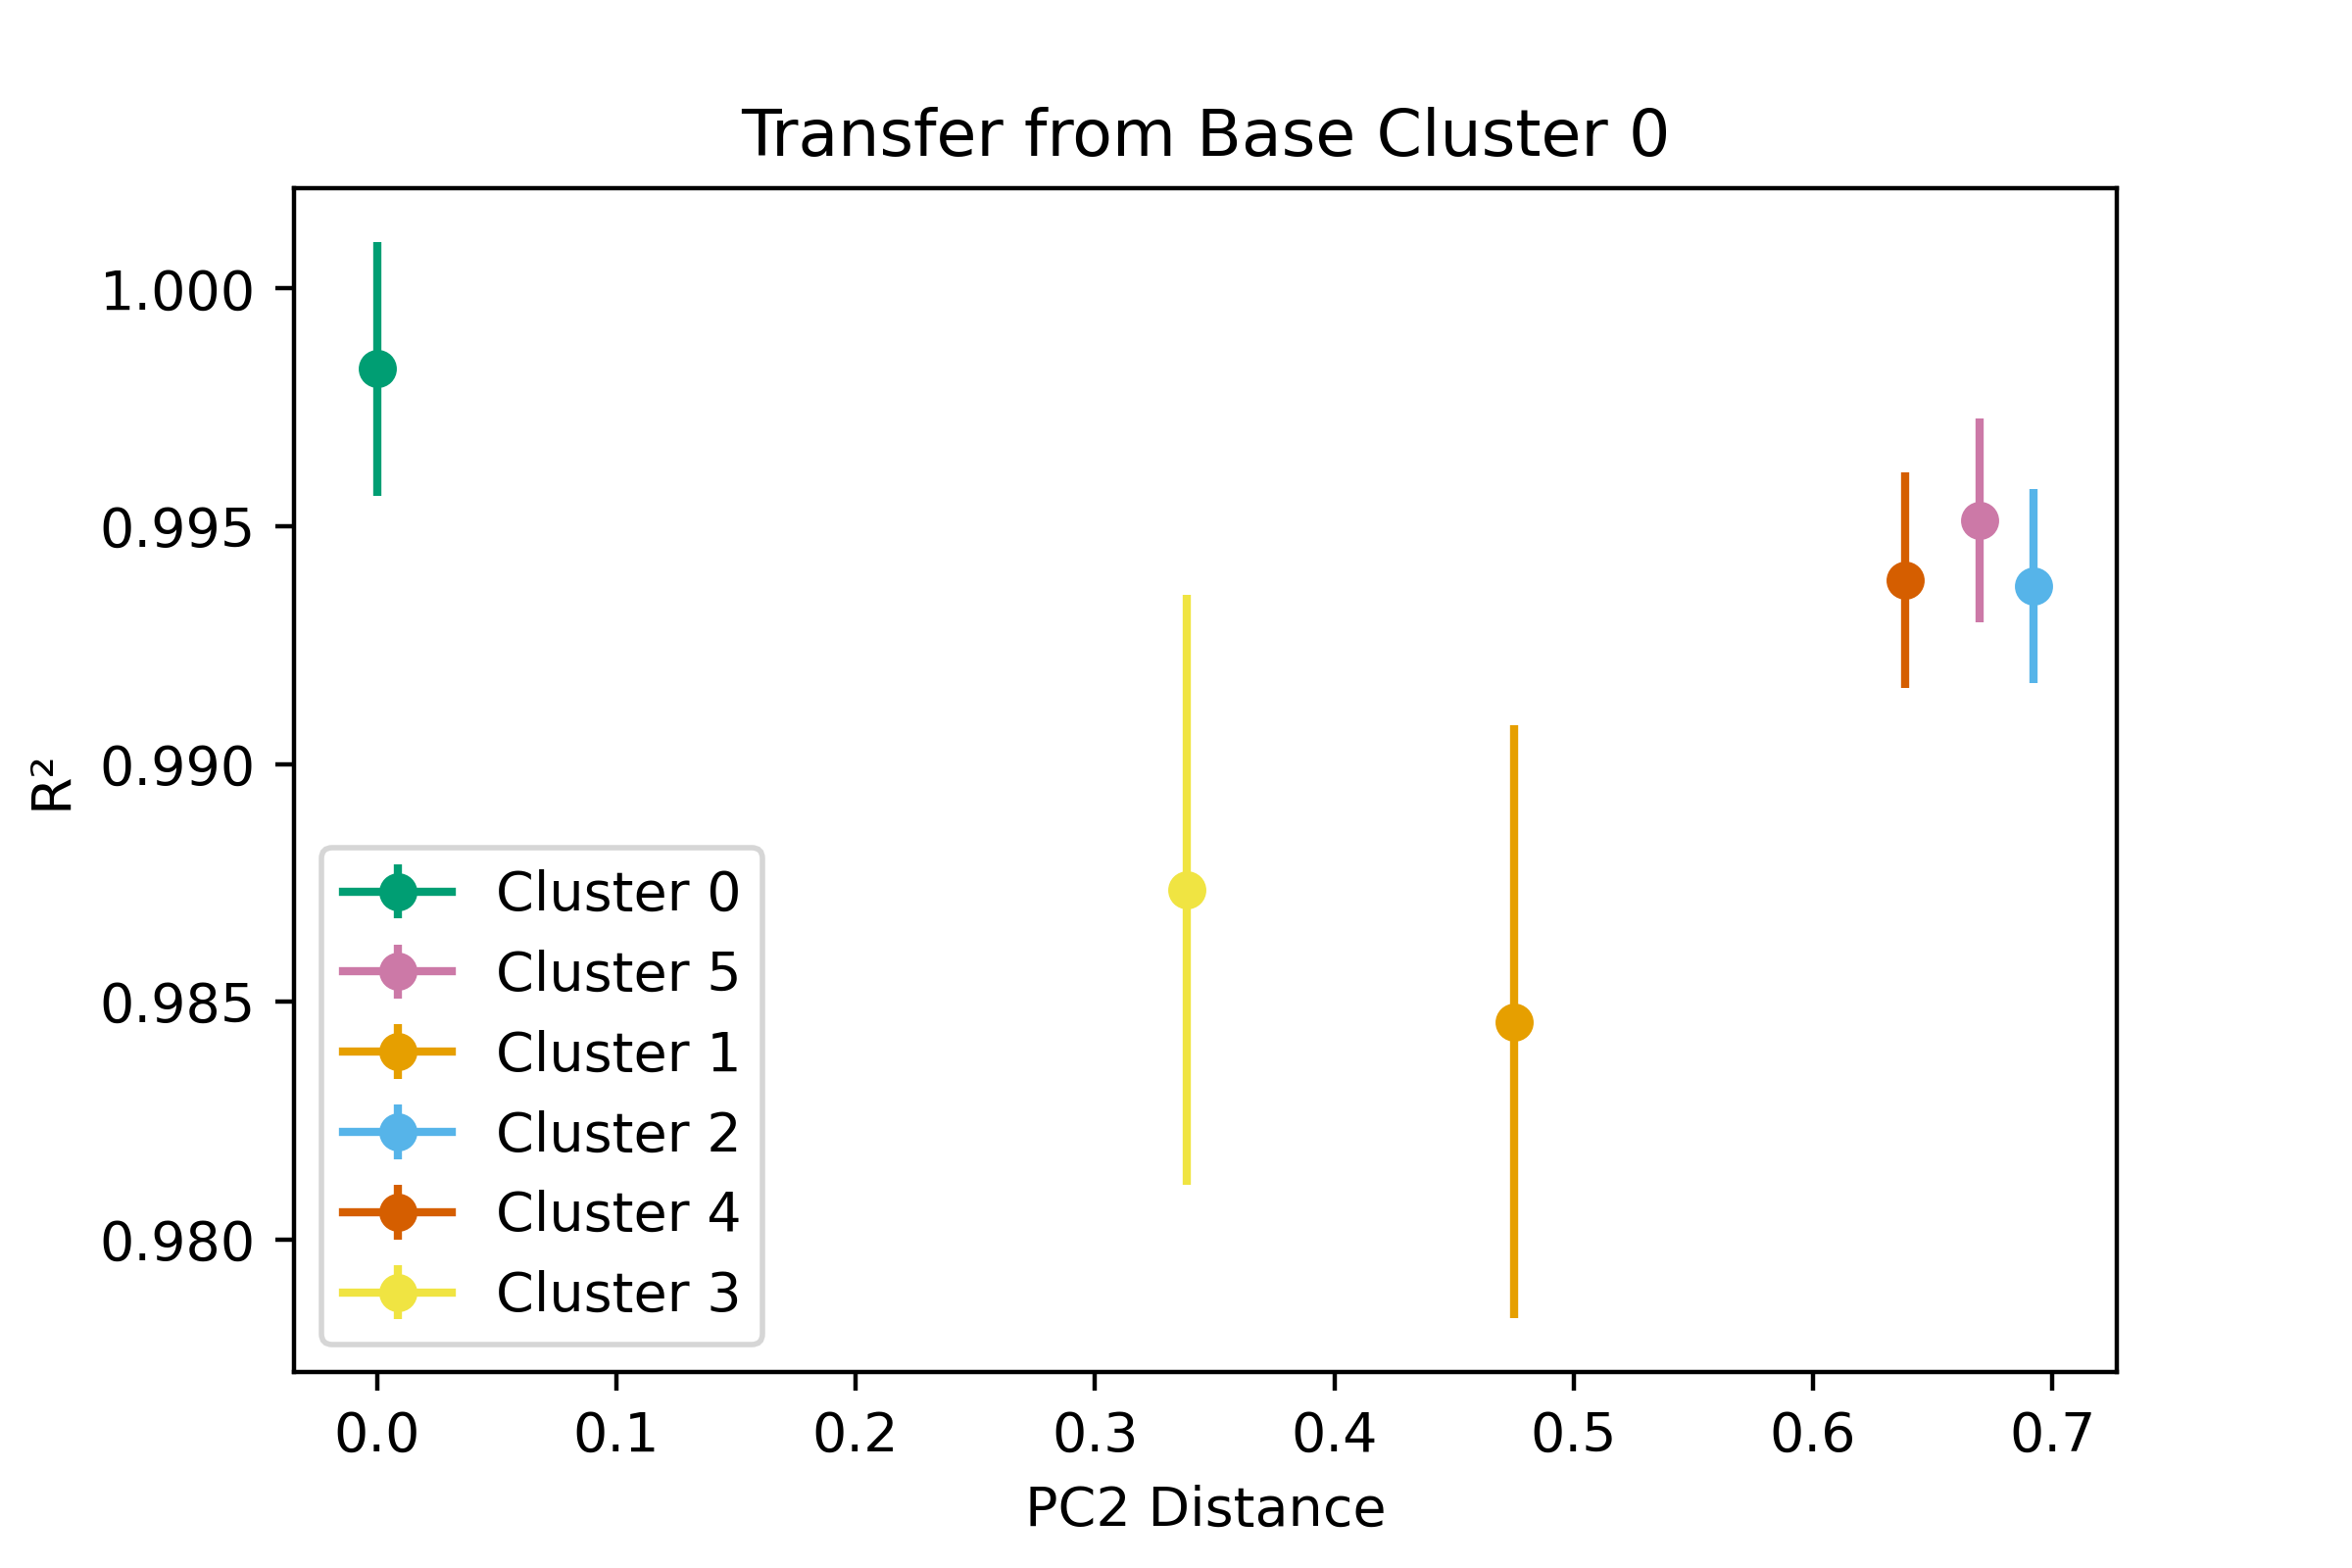 Transfer from Base Cluster 0
R²
1.000
0.995
0.990
0.985
0.980
Cluster 0
Cluster 5
Cluster 1
Cluster 2
Cluster 4
Cluster 3
0.0 0.1 0.2 0.3 0.4 0.5 0.6 0.7
PC2 Distance